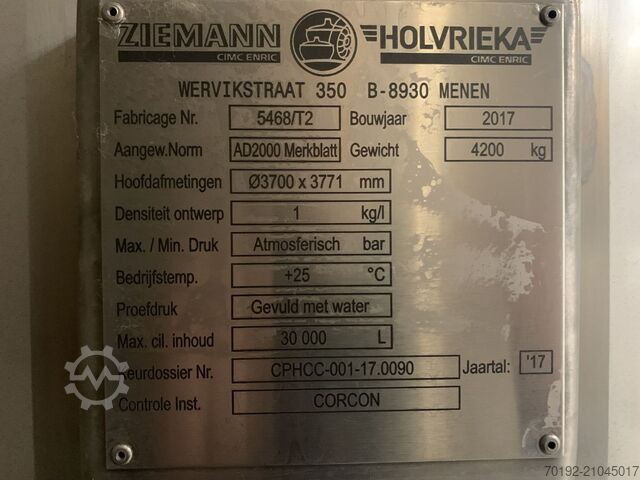 ZIEMANN HOLVRIEKA
CIMC ENRIC CIMC ENRIC
WERVIKSTRAAT 350 B-8930 MENEN
Fabricage Nr. 5468/T2 Bouwjaar 2017
Aangew.Norm AD2000 Merkblatt Gewicht 4200 kg
Hoofdafmetingen Ø3700 x 3771 mm
Densiteit ontwerp 1 kg/l
Max. / Min. Druk Atmosferisch bar
Bedrijfstemp. +25 °C
Proefdruk Gevuld met water
Max. cil. inhoud 30 000 L
Keurdossier Nr. CPHCC-001-17.0090 Jaartal: '17
Controle Inst. CORCON
70192-21045017